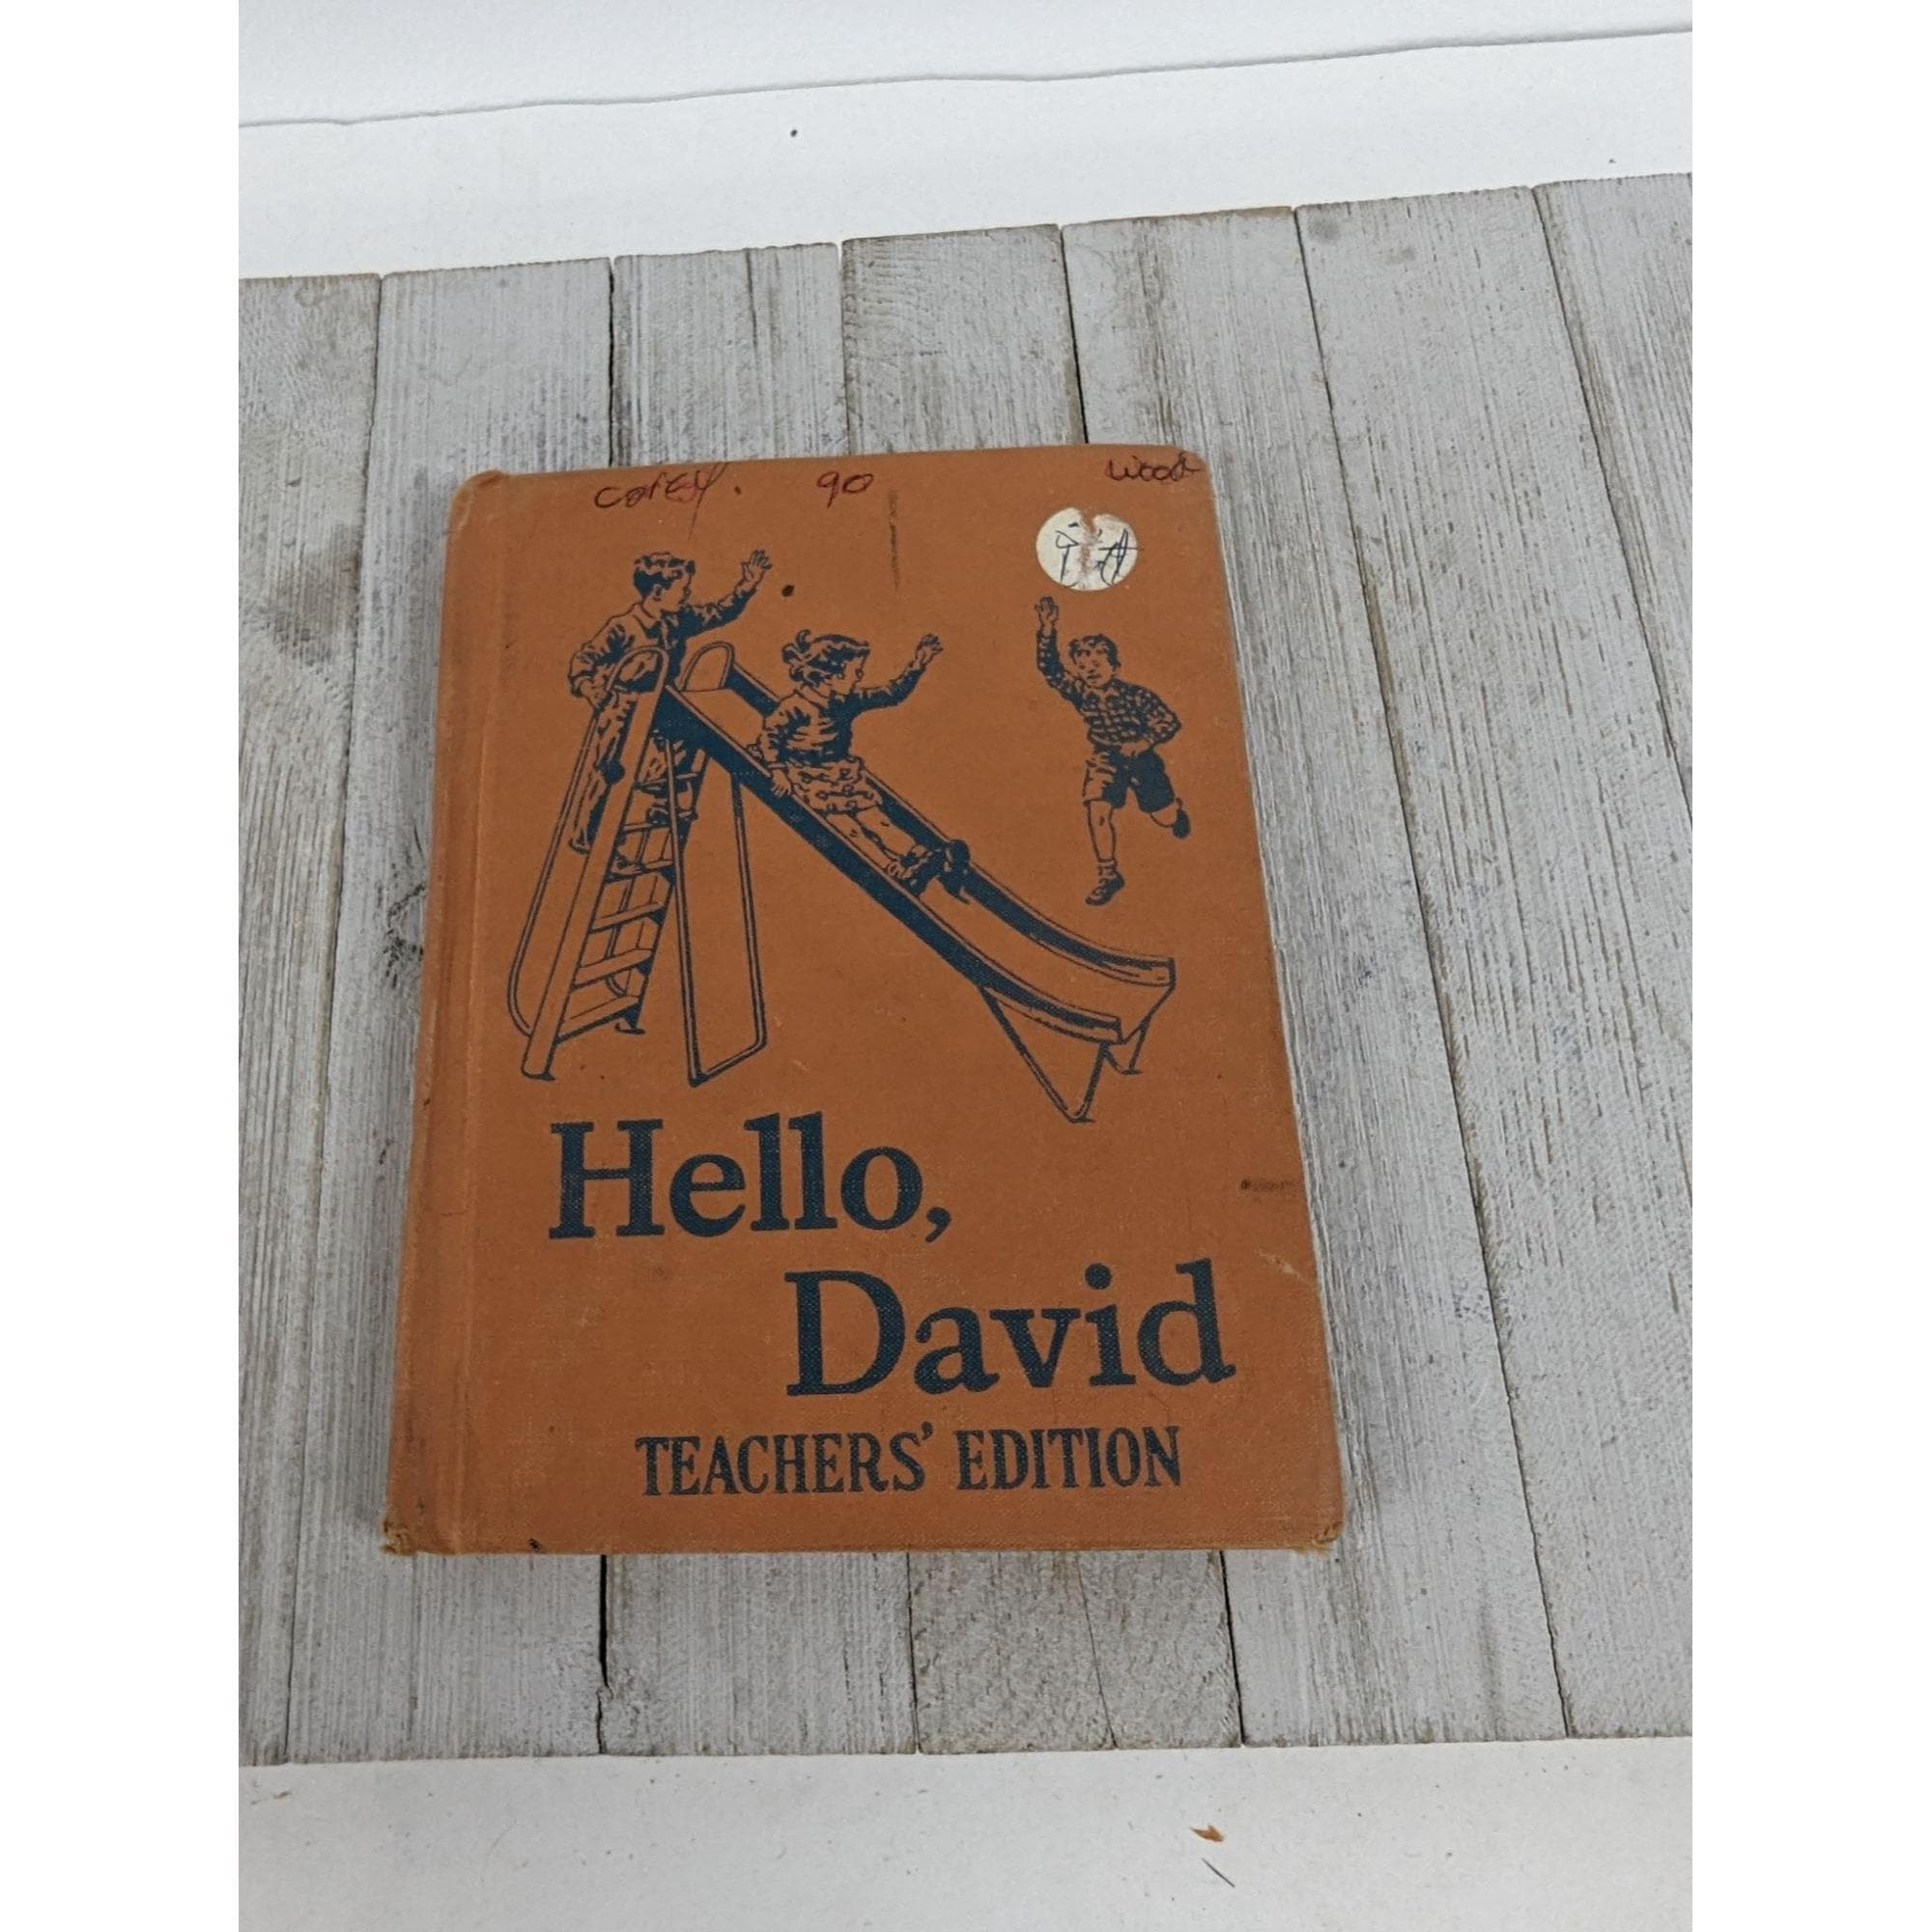 Corey. 90 Wood
Hello,
David
TEACHERS' EDITION